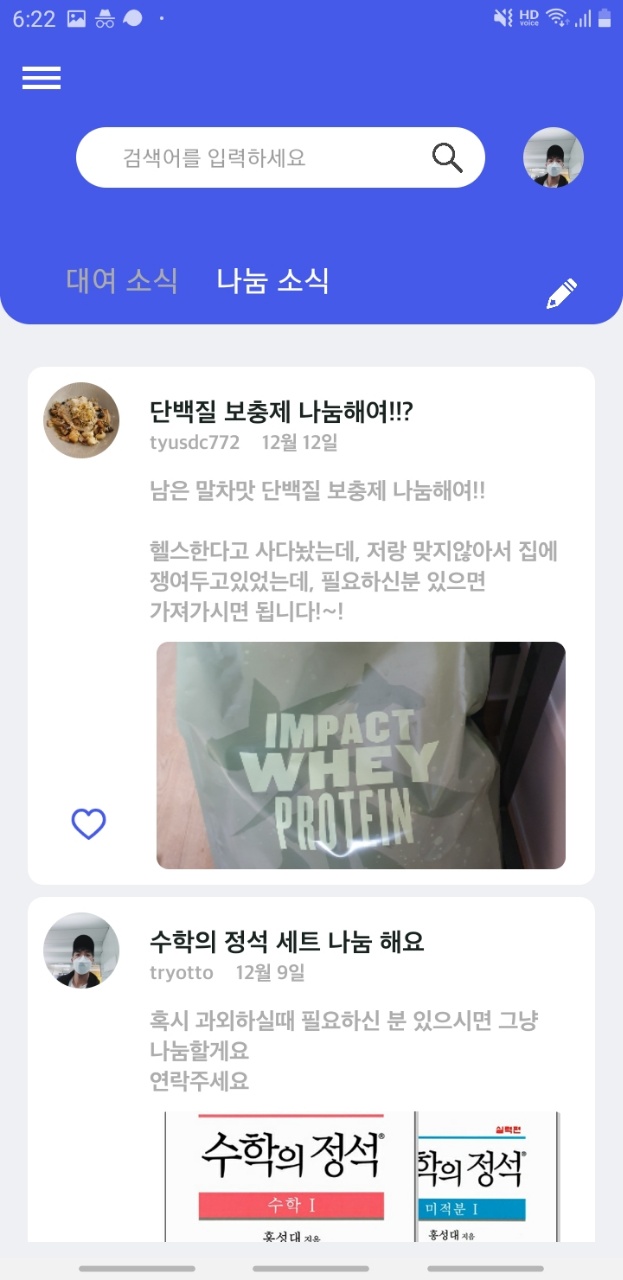 6:22
HD
voice
검색어를 입력하세요
대여 소식 나눔 소식
단백질 보충제 나눔해여!!?
tyusdc772 12월 12일
남은 말차맛 단백질 보충제 나눔해여!!
헬스한다고 사다놨는데, 저랑 맞지않아서 집에
쟁여두고있었는데, 필요하신분 있으면
가져가시면 됩니다!~!
IMPACT
WHEY
PROTEIN
수학의 정석 세트 나눔 해요
tryotto 12월 9일
혹시 과외하실때 필요하신 분 있으시면 그냥
나눔할게요
연락주세요
실력편
수학의 정석® 학의 정석®
수학 I 미적분 I
홍성대 지음 홍성대 지음